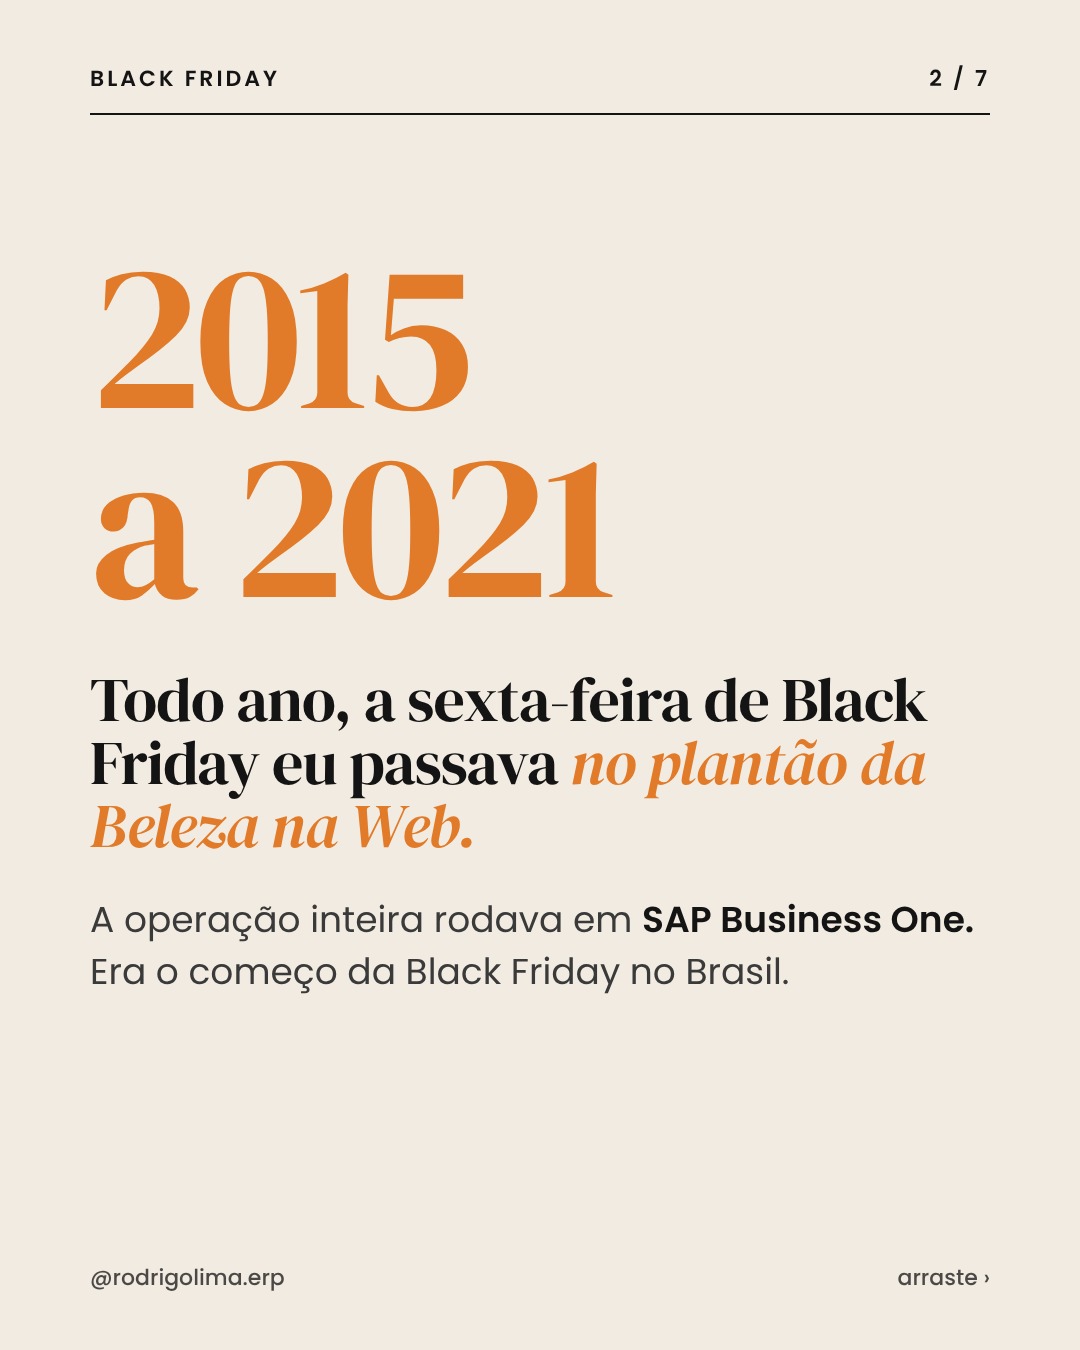 BLACK FRIDAY
2 / 7
2015
a 2021
Todo ano, a sexta-feira de Black
Friday eu passava no plantão da
Beleza na Web.
A operação inteira rodava em SAP Business One.
Era o começo da Black Friday no Brasil.
@rodrigolima.erp
arraste ›